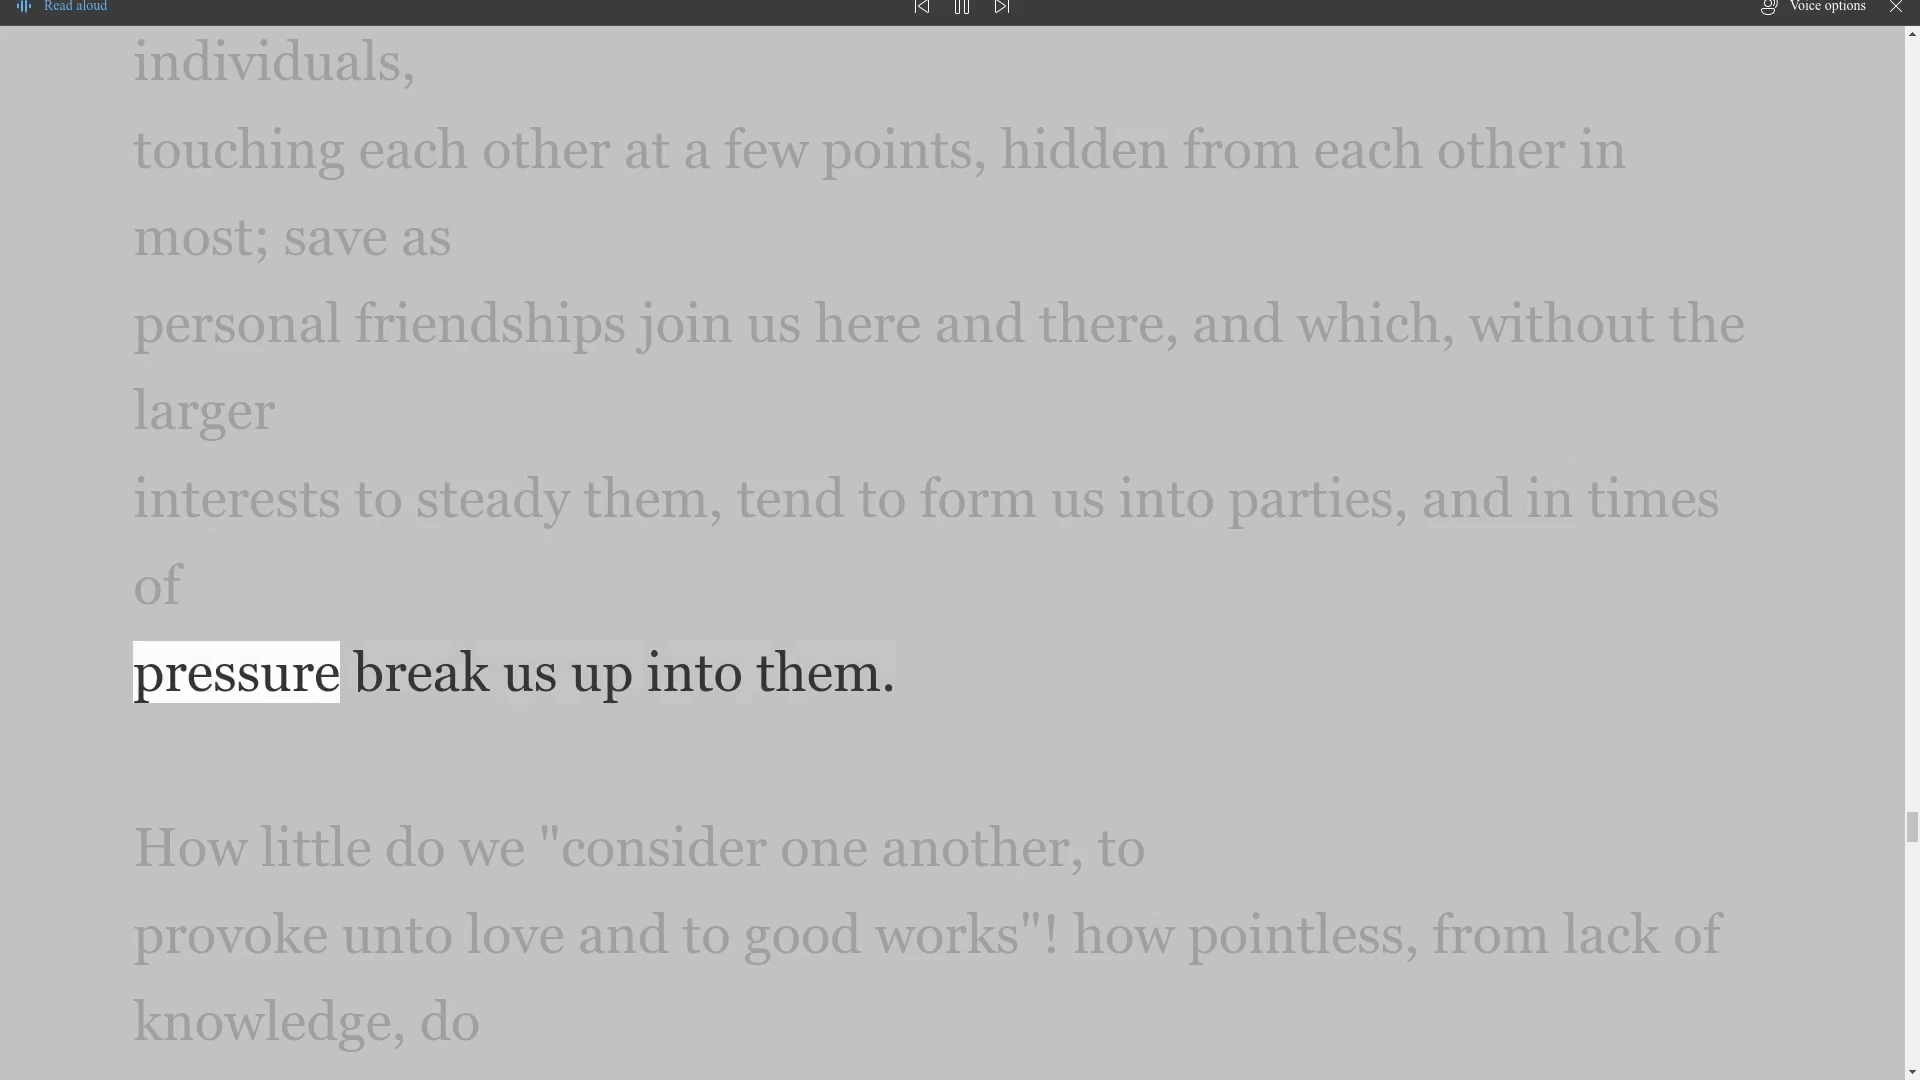 Read aloud
Voice options
individuals,
touching each other at a few points, hidden from each other in
most; save as
personal friendships join us here and there, and which, without the
larger
interests to steady them, tend to form us into parties, and in times
of
pressure break us up into them.
How little do we "consider one another, to
provoke unto love and to good works"! how pointless, from lack of
knowledge, do